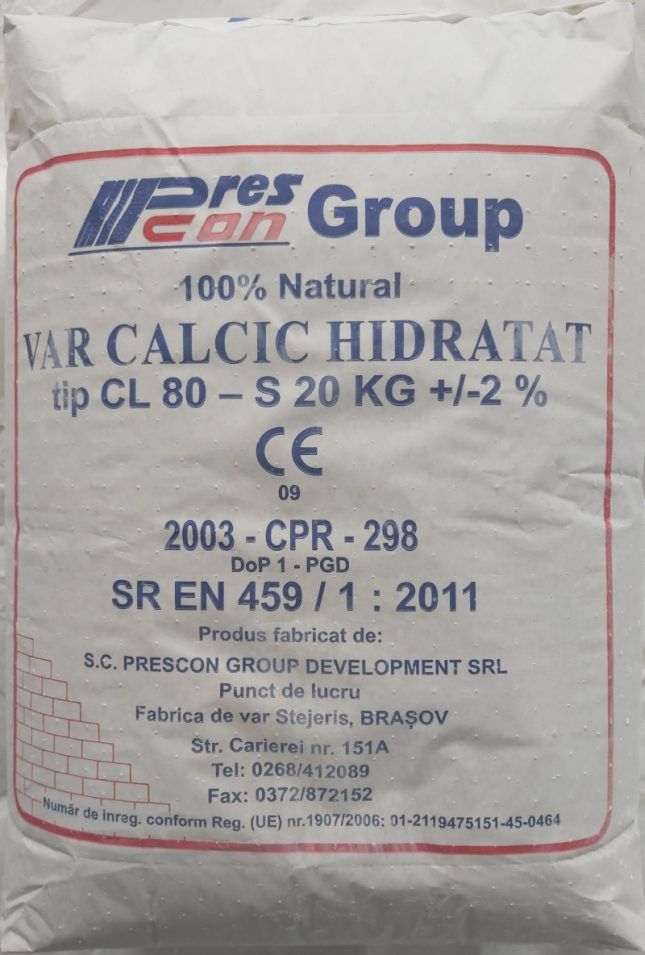 Prescon Group
100% Natural
VAR CALCIC HIDRATAT
tip CL 80 – S 20 KG +/-2 %
CE
09
2003 - CPR - 298
DoP 1 - PGD
SR EN 459 / 1 : 2011
Produs fabricat de:
S.C. PRESCON GROUP DEVELOPMENT SRL
Punct de lucru
Fabrica de var Stejeris, BRAŞOV
Str. Carierei nr. 151A
Tel: 0268/412089
Fax: 0372/872152
Număr de inreg. conform Reg. (UE) nr.1907/2006: 01-2119475151-45-0464